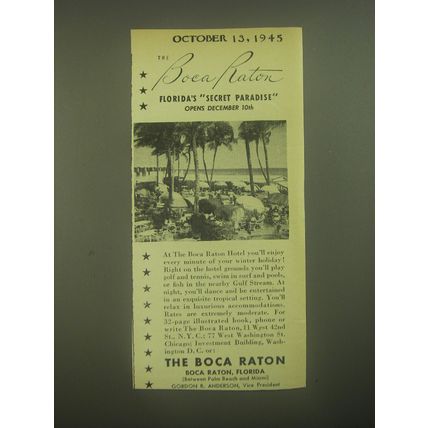 OCTOBER 13, 1945
THE
Boca Raton
FLORIDA'S "SECRET PARADISE"
OPENS DECEMBER 10th
At The Boca Raton Hotel you'll enjoy
every minute of your winter holiday!
Right on the hotel grounds you'll play
golf and tennis, swim in surf and pools,
or fish in the nearby Gulf Stream. At
night, you'll dance and be entertained
in an exquisite tropical setting. You'll
relax in luxurious accommodations.
Rates are extremely moderate. For
32-page illustrated book, phone or
write The Boca Raton, 11 West 42nd
St., N.Y.C.; 77 West Washington St.
Chicago; Investment Building, Wash-
ington D. C. or:
THE BOCA RATON
BOCA RATON, FLORIDA
(Between Palm Beach and Miami)
GORDON B. ANDERSON, Vice President